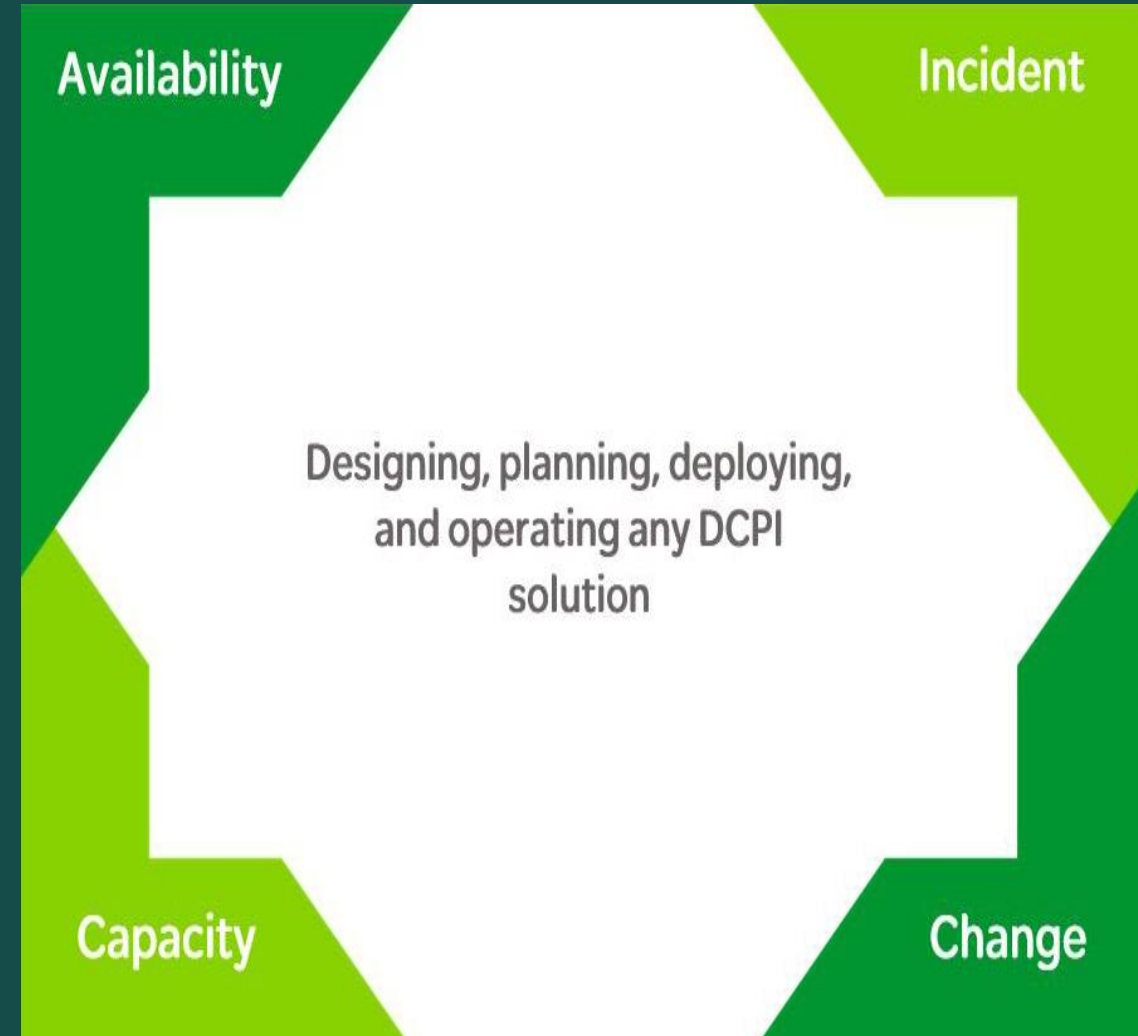 Availability
Incident
Designing, planning, deploying,
and operating any DCPI
solution
Capacity
Change